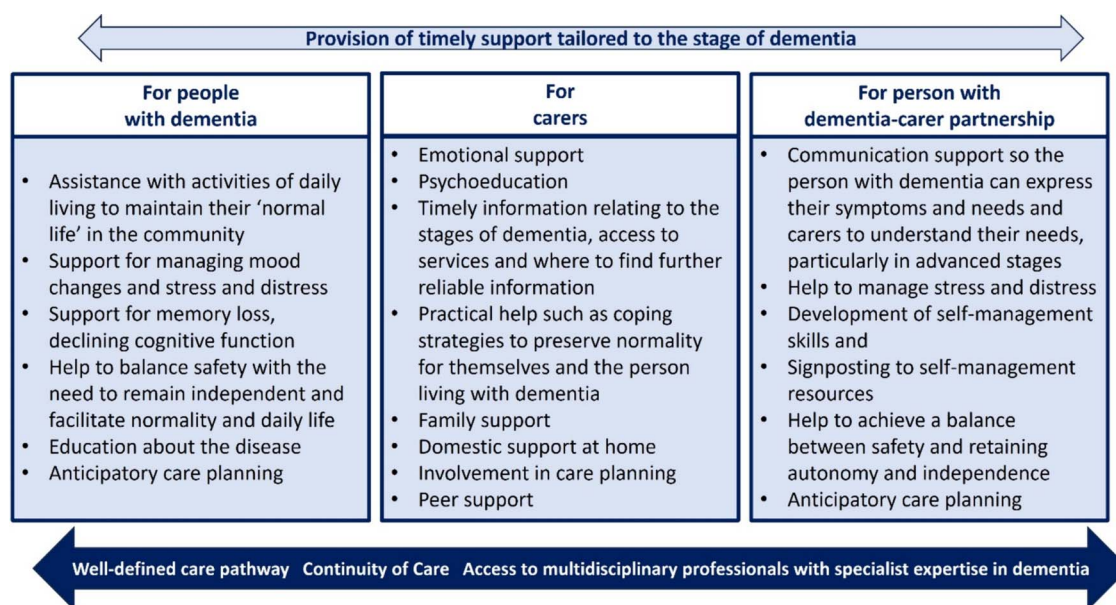 Provision of timely support tailored to the stage of dementia
For people
with dementia
• Assistance with activities of daily
living to maintain their ‘normal
life’ in the community
• Support for managing mood
changes and stress and distress
• Support for memory loss,
declining cognitive function
• Help to balance safety with the
need to remain independent and
facilitate normality and daily life
• Education about the disease
• Anticipatory care planning
For
carers
• Emotional support
• Psychoeducation
• Timely information relating to the
stages of dementia, access to
services and where to find further
reliable information
• Practical help such as coping
strategies to preserve normality
for themselves and the person
living with dementia
• Family support
• Domestic support at home
• Involvement in care planning
• Peer support
For person with
dementia-carer partnership
• Communication support so the
person with dementia can express
their symptoms and needs and
carers to understand their needs,
particularly in advanced stages
• Help to manage stress and distress
• Development of self-management
skills and
• Signposting to self-management
resources
• Help to achieve a balance
between safety and retaining
autonomy and independence
• Anticipatory care planning
Well-defined care pathway Continuity of Care Access to multidisciplinary professionals with specialist expertise in dementia